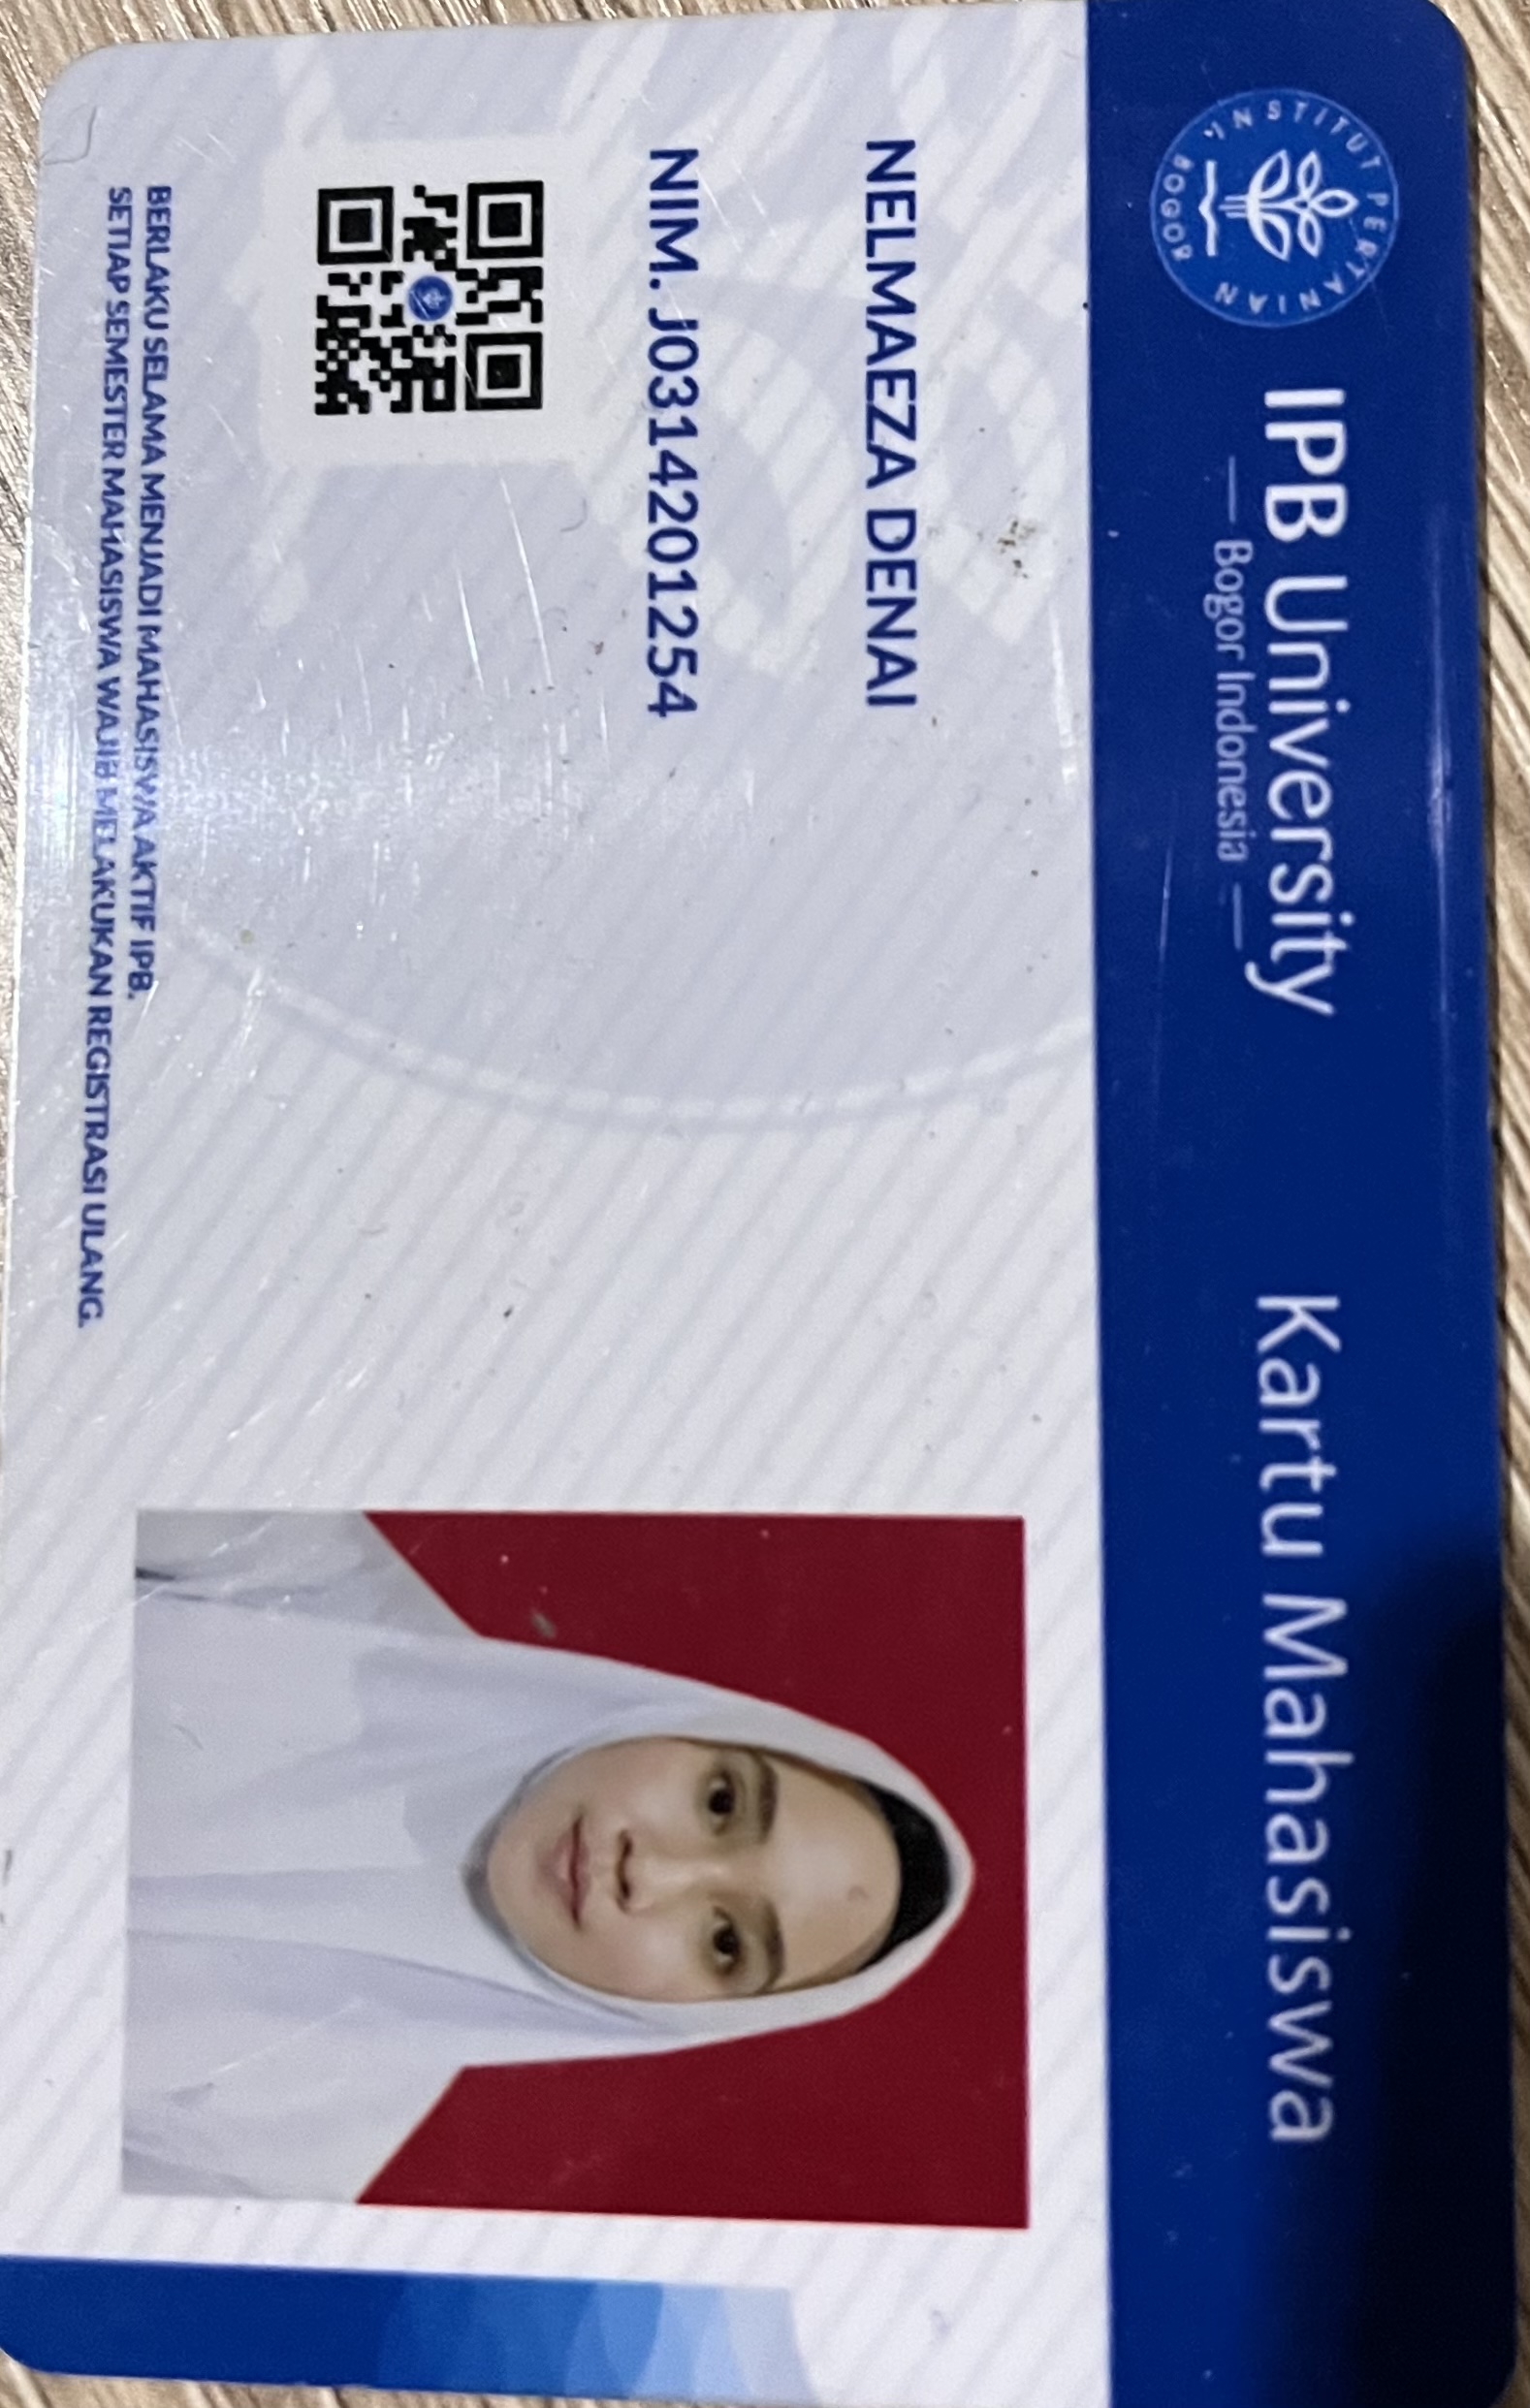 INSTITUT PERTANIAN BOGOR
IPB University
Bogor Indonesia
Kartu Mahasiswa
NELMAEZA DENAI
NIM. J0314201254
BERLAKU SELAMA MENJADI MAHASISWA AKTIF IPB.
SETIAP SEMESTER MAHASISWA WAJIB MELAKUKAN REGISTRASI ULANG.